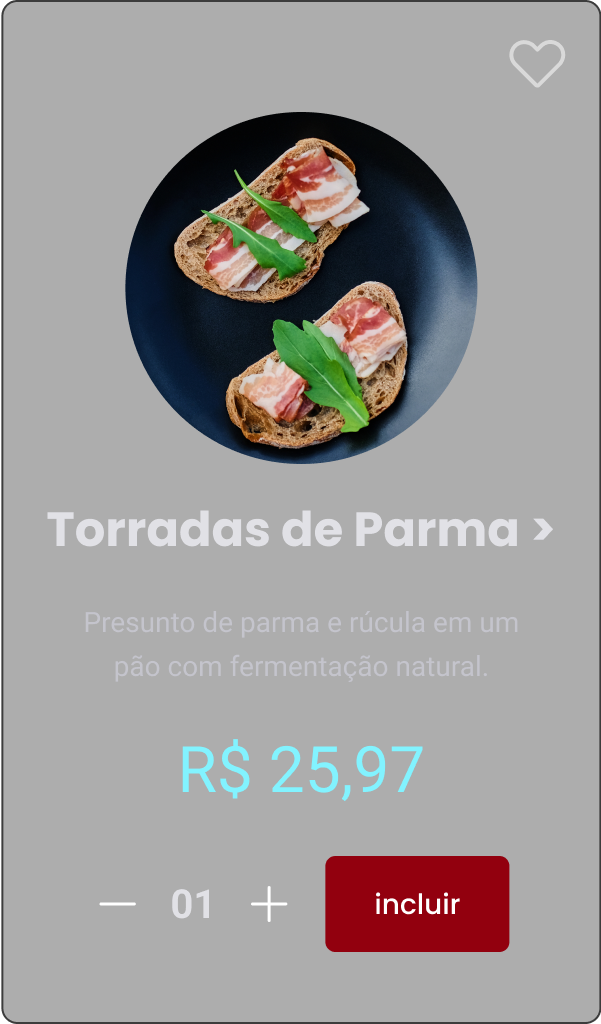 Torradas de Parma >
Presunto de parma e rúcula em um
pão com fermentação natural.
R$ 25,97
01
incluir